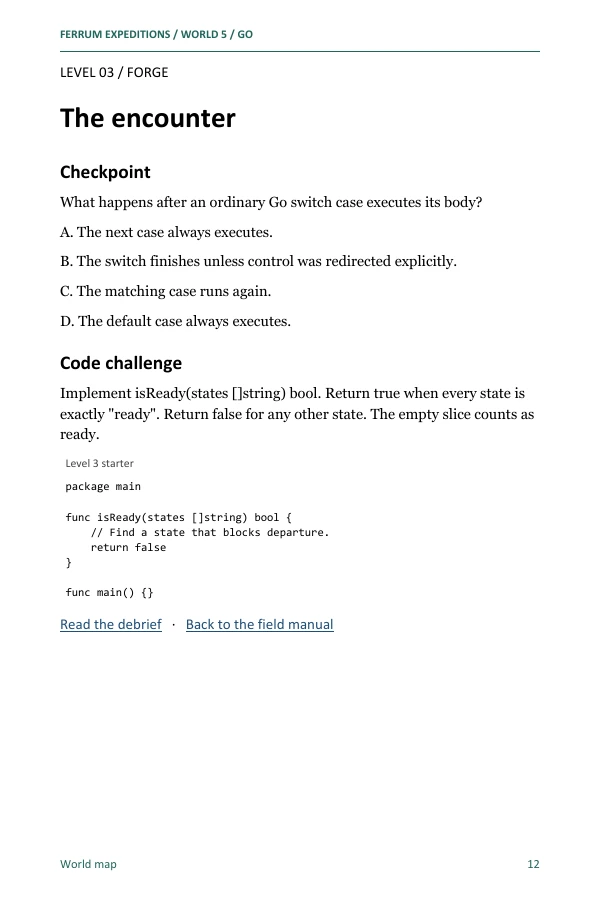 FERRUM EXPEDITIONS / WORLD 5 / GO
LEVEL 03 / FORGE
The encounter
Checkpoint
What happens after an ordinary Go switch case executes its body?
A. The next case always executes.
B. The switch finishes unless control was redirected explicitly.
C. The matching case runs again.
D. The default case always executes.
Code challenge
Implement isReady(states []string) bool. Return true when every state is
exactly "ready". Return false for any other state. The empty slice counts as
ready.
Level 3 starter
package main
func isReady(states []string) bool {
    // Find a state that blocks departure.
    return false
}
func main() {}
Read the debrief · Back to the field manual
World map 12